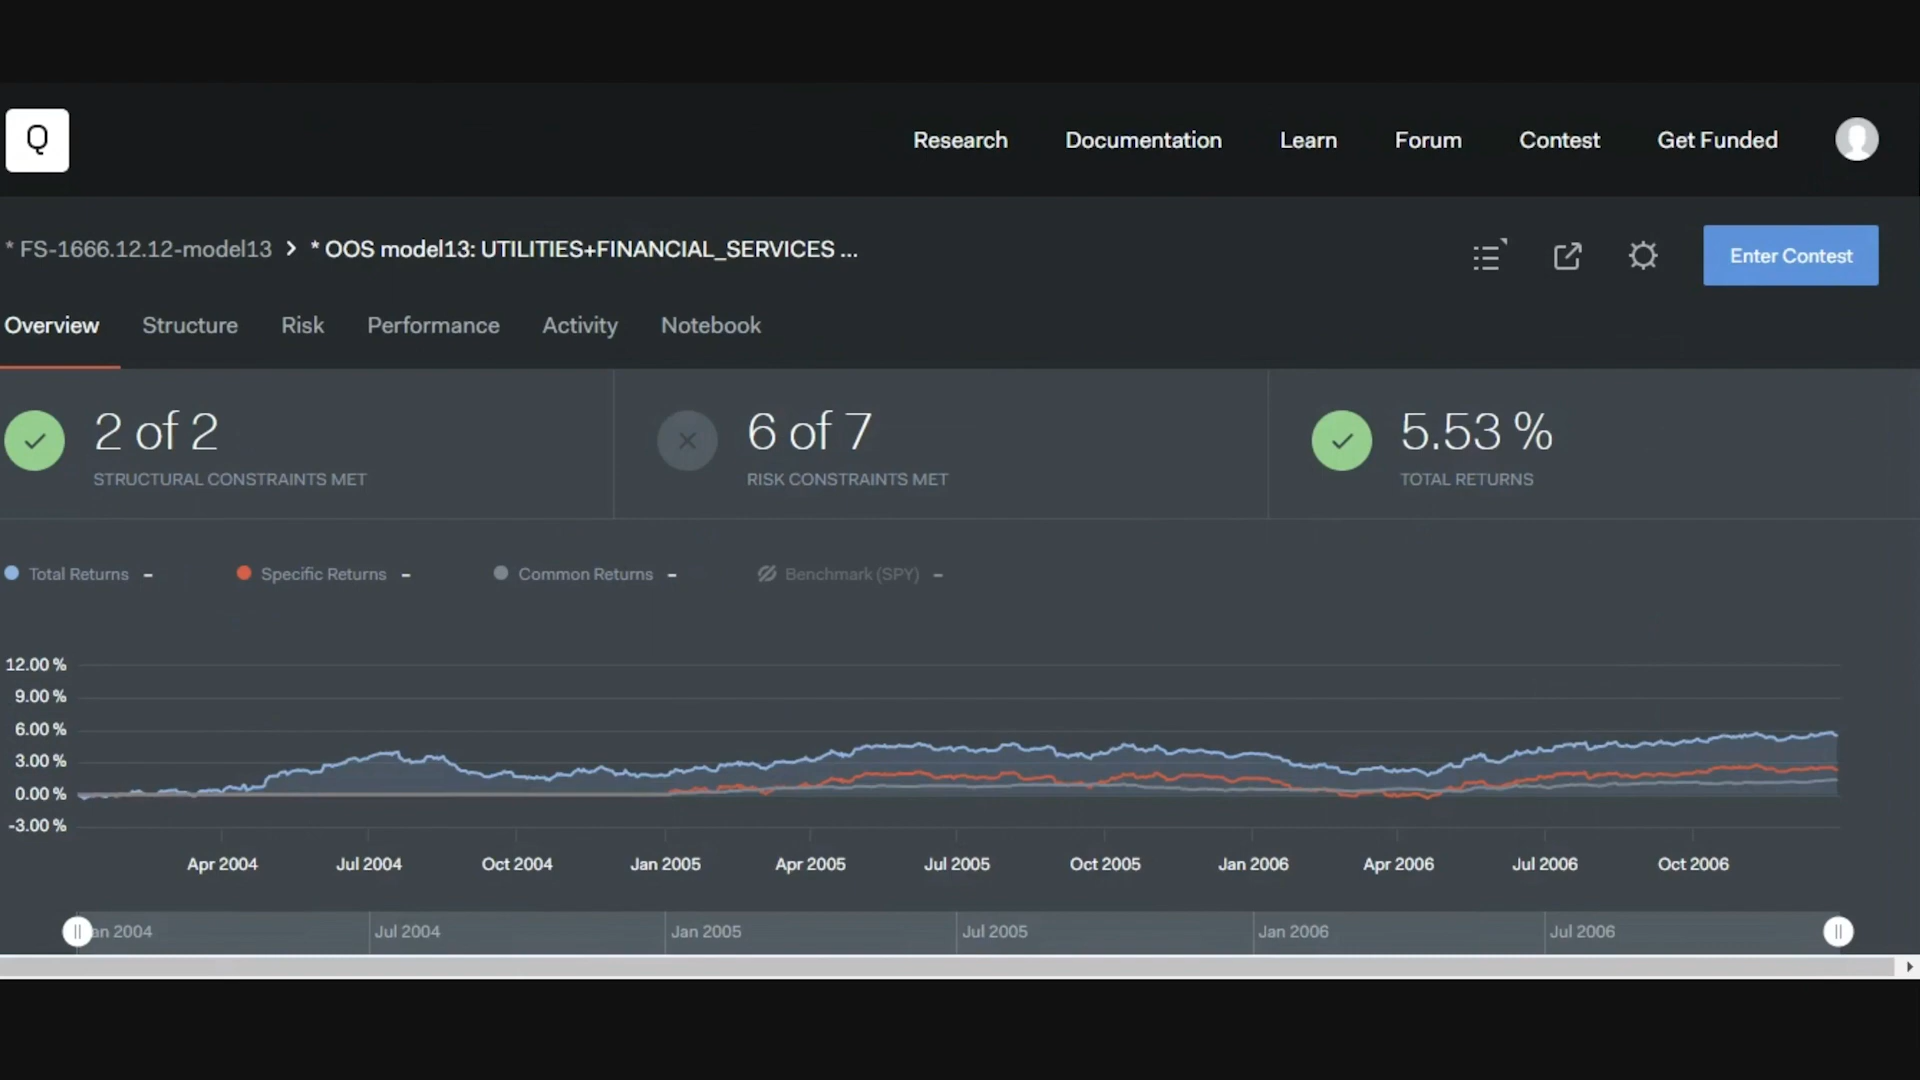 Q
Research Documentation Learn Forum Contest Get Funded
* FS-1666.12.12-model13 > * OOS model13: UTILITIES+FINANCIAL_SERVICES ...
Enter Contest
Overview Structure Risk Performance Activity Notebook
2 of 2
STRUCTURAL CONSTRAINTS MET
6 of 7
RISK CONSTRAINTS MET
5.53 %
TOTAL RETURNS
Total Returns – Specific Returns – Common Returns – Benchmark (SPY) –
12.00 %
9.00 %
6.00 %
3.00 %
0.00 %
-3.00 %
Apr 2004 Jul 2004 Oct 2004 Jan 2005 Apr 2005 Jul 2005 Oct 2005 Jan 2006 Apr 2006 Jul 2006 Oct 2006
an 2004 Jul 2004 Jan 2005 Jul 2005 Jan 2006 Jul 2006